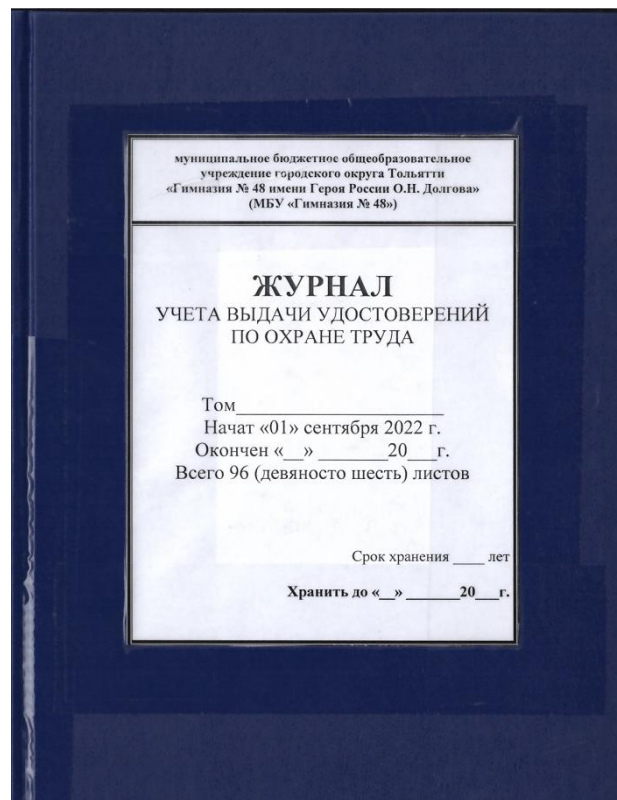 муниципальное бюджетное общеобразовательное
учреждение городского округа Тольятти
«Гимназия № 48 имени Героя России О.Н. Долгова»
(МБУ «Гимназия № 48»)
ЖУРНАЛ
УЧЕТА ВЫДАЧИ УДОСТОВЕРЕНИЙ
ПО ОХРАНЕ ТРУДА
Том______________________
Начат «01» сентября 2022 г.
Окончен «__» _______20___г.
Всего 96 (девяносто шесть) листов
Срок хранения ____ лет
Хранить до «__» _______20___г.